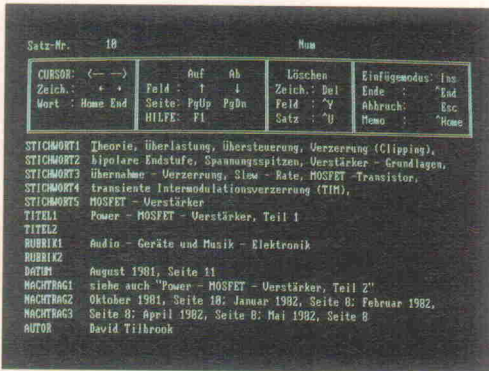 Satz-Nr. 10 Num
CURSOR: <-- --> Auf Ab Löschen Einfügemodus: Ins
Zeich.: ← → Feld : ↑ ↓ Zeich.: Del Ende : ^End
Wort : Home End Seite: PgUp PgDn Feld : ^Y Abbruch: Esc
HILFE: F1 Satz : ^U Memo : ^Home
STICHWORT1 Theorie, Überlastung, Übersteuerung, Verzerrung (Clipping),
STICHWORT2 bipolare Endstufe, Spannungsspitzen, Verstärker - Grundlagen,
STICHWORT3 übernahme - Verzerrung, Slew - Rate, MOSFET -Transistor,
STICHWORT4 transiente Intermodulationsverzerrung (TIM),
STICHWORT5 MOSFET - Verstärker
TITEL1 Power - MOSFET - Verstärker, Teil 1
TITEL2
RUBRIK1 Audio - Geräte und Musik - Elektronik
RUBRIK2
DATUM August 1981, Seite 11
NACHTRAG1 siehe auch "Power - MOSFET - Verstärker, Teil 2"
NACHTRAG2 Oktober 1981, Seite 10; Januar 1982, Seite 8; Februar 1982,
NACHTRAG3 Seite 8; April 1982, Seite 8; Mai 1982, Seite 8
AUTOR David Tilbrook